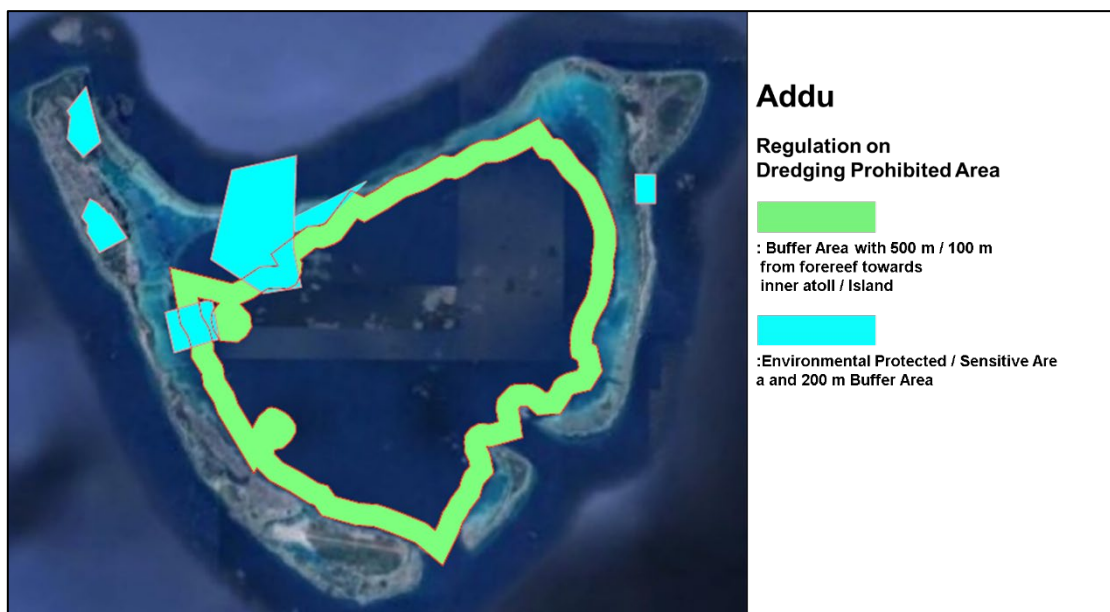 Addu
Regulation on
Dredging Prohibited Area
: Buffer Area with 500 m / 100 m
from forereef towards
inner atoll / Island
:Environmental Protected / Sensitive Are
a and 200 m Buffer Area